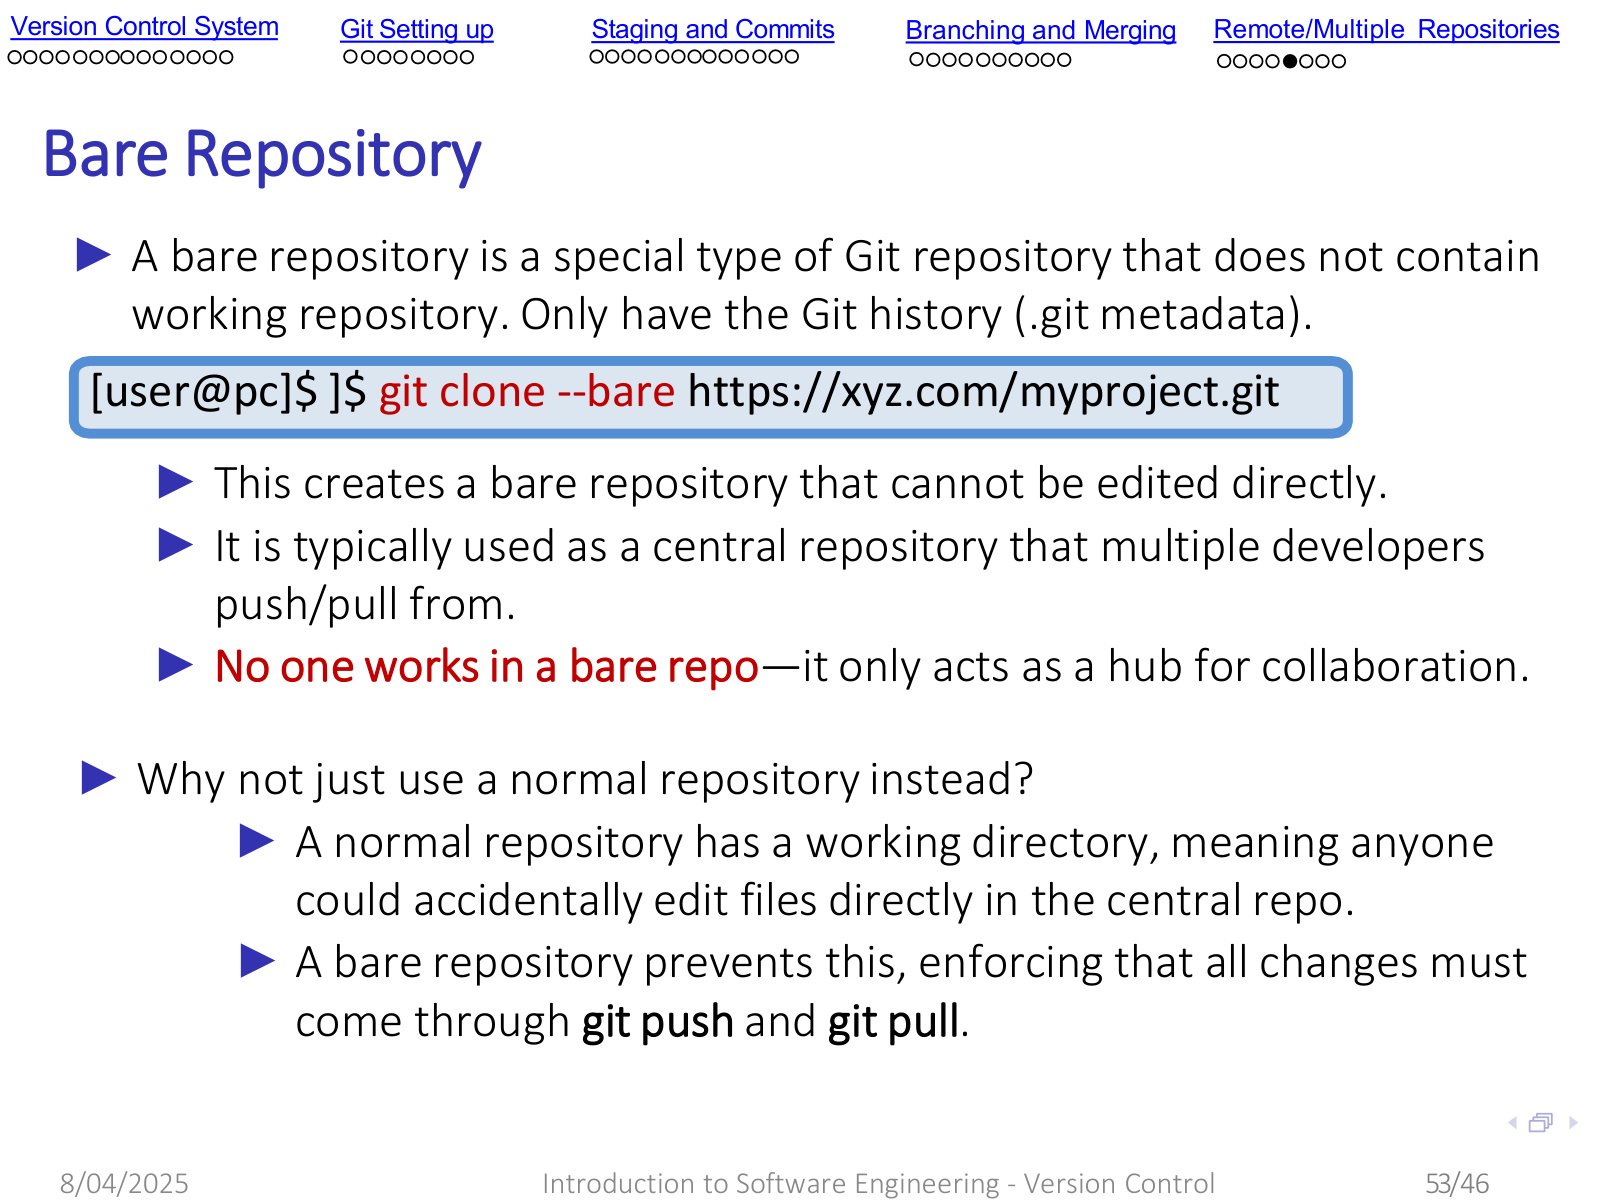 Version Control System Git Setting up Staging and Commits Branching and Merging Remote/Multiple Repositories
Bare Repository
A bare repository is a special type of Git repository that does not contain
working repository. Only have the Git history (.git metadata).
[user@pc]$ ]$ git clone --bare https://xyz.com/myproject.git
This creates a bare repository that cannot be edited directly.
It is typically used as a central repository that multiple developers
push/pull from.
No one works in a bare repo—it only acts as a hub for collaboration.
Why not just use a normal repository instead?
A normal repository has a working directory, meaning anyone
could accidentally edit files directly in the central repo.
A bare repository prevents this, enforcing that all changes must
come through git push and git pull.
8/04/2025 Introduction to Software Engineering - Version Control 53/46